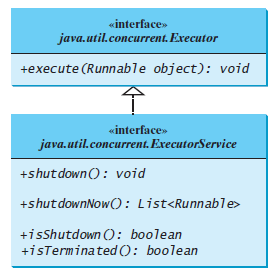 «interface»
java.util.concurrent.Executor
+execute(Runnable object): void
«interface»
java.util.concurrent.ExecutorService
+shutdown(): void
+shutdownNow(): List<Runnable>
+isShutdown(): boolean
+isTerminated(): boolean